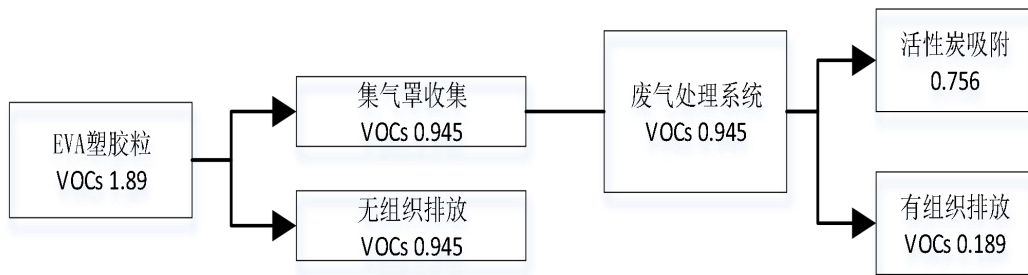 EVA塑胶粒
VOCs 1.89
集气罩收集
VOCs 0.945
无组织排放
VOCs 0.945
废气处理系统
VOCs 0.945
活性炭吸附
0.756
有组织排放
VOCs 0.189